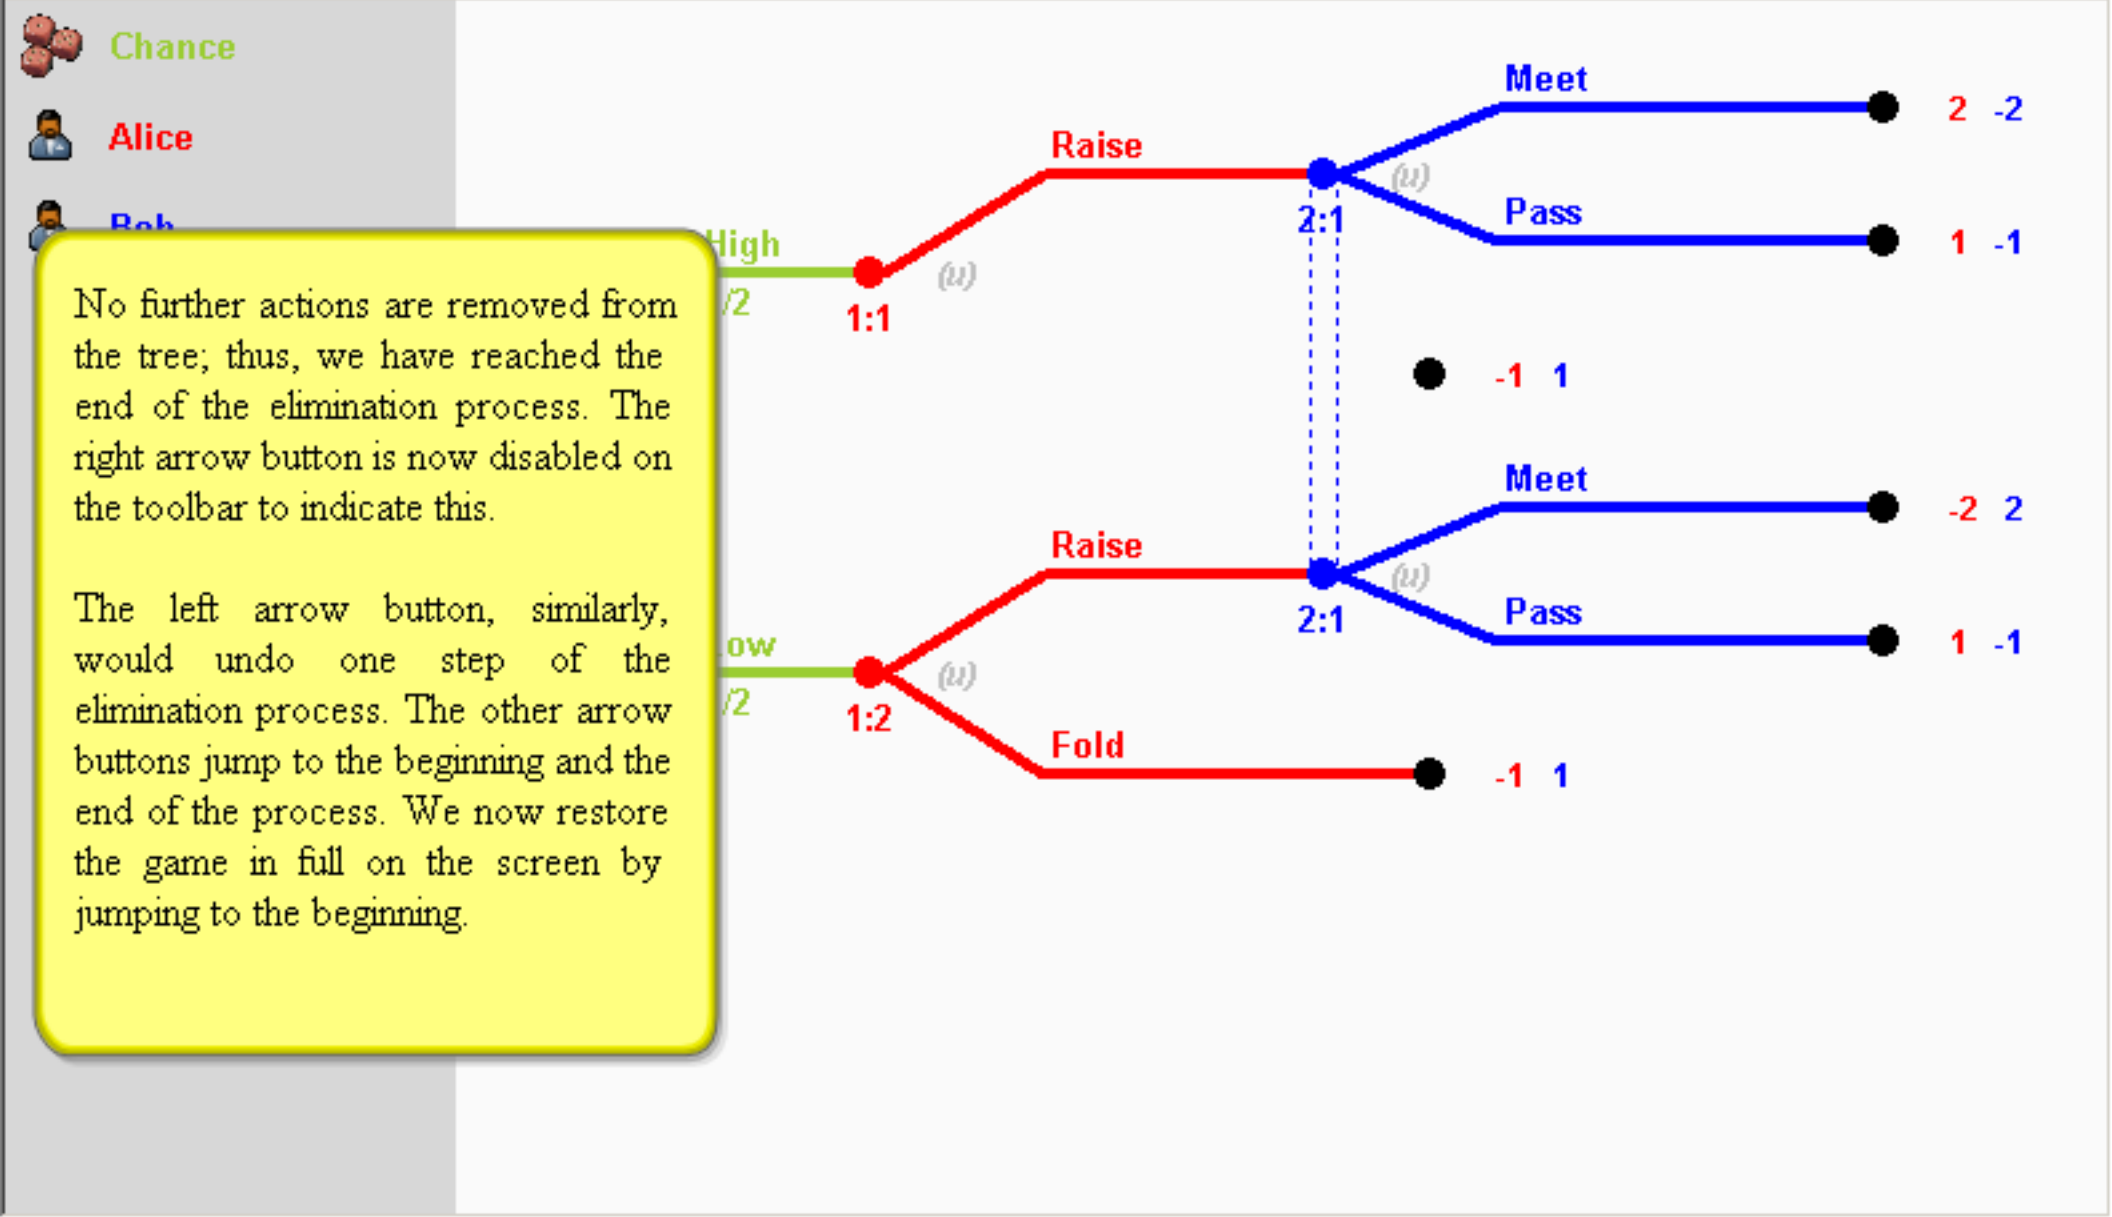 Chance
Alice
Bob
No further actions are removed from
the tree; thus, we have reached the
end of the elimination process. The
right arrow button is now disabled on
the toolbar to indicate this.
The left arrow button, similarly,
would undo one step of the
elimination process. The other arrow
buttons jump to the beginning and the
end of the process. We now restore
the game in full on the screen by
jumping to the beginning.
High
/2
1:1
(u)
Raise
2:1
(u)
Meet
2 -2
Pass
1 -1
-1 1
Low
/2
1:2
(u)
Raise
2:1
(u)
Meet
-2 2
Pass
1 -1
Fold
-1 1